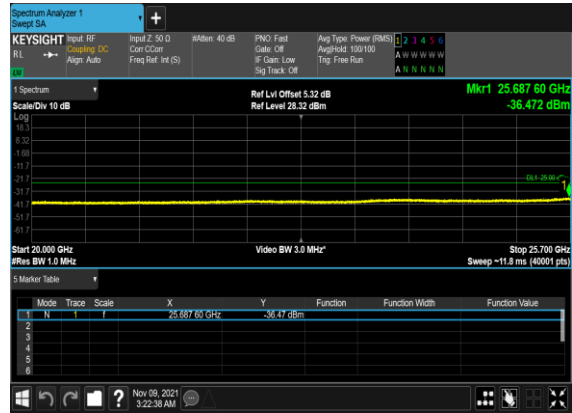 Spectrum Analyzer 1
Swept SA
KEYSIGHT Input: RF Input Z: 50 Ω #Atten: 40 dB PNO: Fast Avg Type: Power (RMS) 1 2 3 4 5 6
RL Coupling: DC Corr CCorr Gate: Off Avg|Hold: 100/100 A W W W W W
Align: Auto Freq Ref: Int (S) IF Gain: Low Trig: Free Run
Sig Track: Off A N N N N N
LW
1 Spectrum Ref Lvl Offset 5.32 dB Mkr1 25.687 60 GHz
Scale/Div 10 dB Ref Level 28.32 dBm -36.472 dBm
Log
18.3
8.32
-1.68
-11.7
-21.7
DL1 -25.00
-31.7
1
-41.7
-51.7
-61.7
Start 20.000 GHz Video BW 3.0 MHz* Stop 25.700 GHz
#Res BW 1.0 MHz Sweep ~11.8 ms (40001 pts)
5 Marker Table
Mode Trace Scale X Y Function Function Width Function Value
1 N 1 f 25.687 60 GHz -36.47 dBm
2
3
4
5
6
? Nov 09, 2021
3:22:38 AM